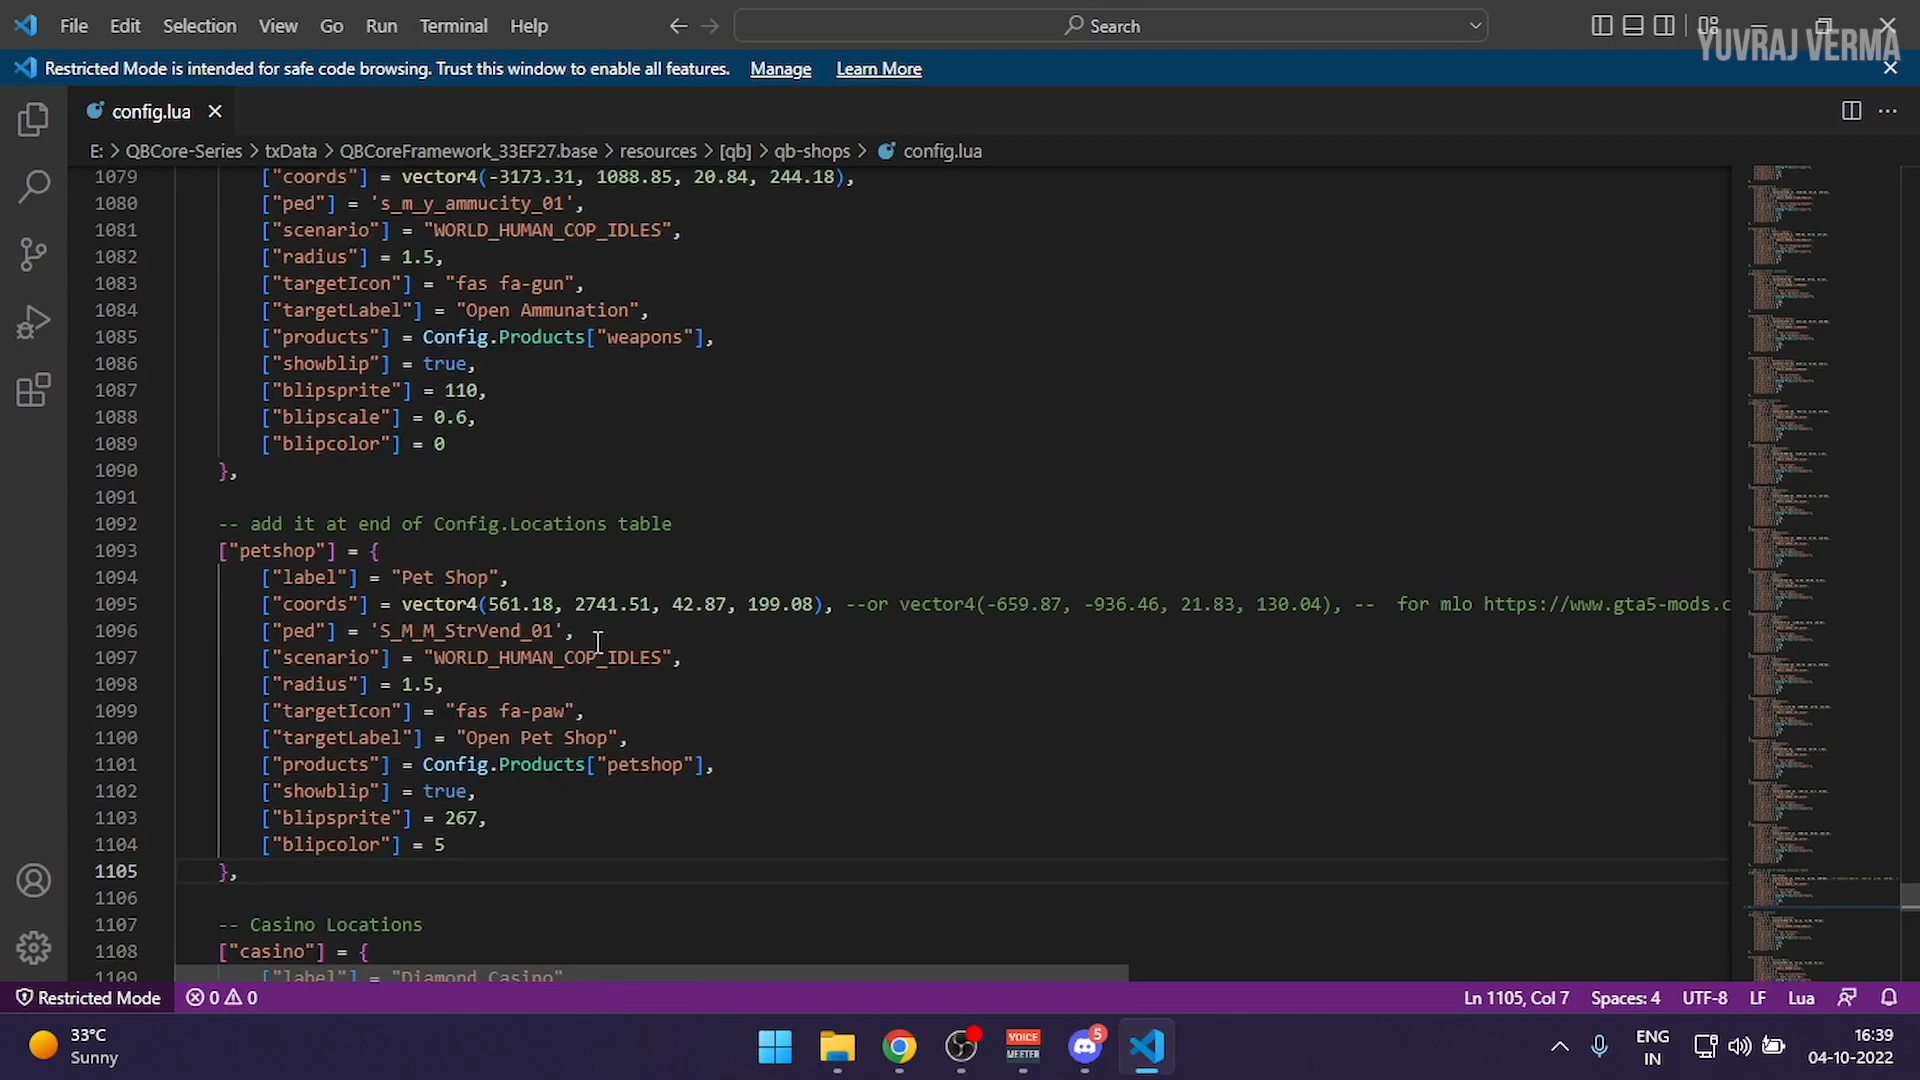 File Edit Selection View Go Run Terminal Help
Search
YUVRAJ VERMA
Restricted Mode is intended for safe code browsing. Trust this window to enable all features. Manage Learn More
config.lua
E: > QBCore-Series > txData > QBCoreFramework_33EF27.base > resources > [qb] > qb-shops > config.lua
1079 ["coords"] = vector4(-3173.31, 1088.85, 20.84, 244.18),
1080 ["ped"] = 's_m_y_ammucity_01',
1081 ["scenario"] = "WORLD_HUMAN_COP_IDLES",
1082 ["radius"] = 1.5,
1083 ["targetIcon"] = "fas fa-gun",
1084 ["targetLabel"] = "Open Ammunation",
1085 ["products"] = Config.Products["weapons"],
1086 ["showblip"] = true,
1087 ["blipsprite"] = 110,
1088 ["blipscale"] = 0.6,
1089 ["blipcolor"] = 0
1090 },
1091
1092 -- add it at end of Config.Locations table
1093 ["petshop"] = {
1094 ["label"] = "Pet Shop",
1095 ["coords"] = vector4(561.18, 2741.51, 42.87, 199.08), --or vector4(-659.87, -936.46, 21.83, 130.04), -- for mlo https://www.gta5-mods.c
1096 ["ped"] = 'S_M_M_StrVend_01',
1097 ["scenario"] = "WORLD_HUMAN_COP_IDLES",
1098 ["radius"] = 1.5,
1099 ["targetIcon"] = "fas fa-paw",
1100 ["targetLabel"] = "Open Pet Shop",
1101 ["products"] = Config.Products["petshop"],
1102 ["showblip"] = true,
1103 ["blipsprite"] = 267,
1104 ["blipcolor"] = 5
1105 },
1106
1107 -- Casino Locations
1108 ["casino"] = {
1109 ["label"] = "Diamond Casino"
Restricted Mode 0 0 Ln 1105, Col 7 Spaces: 4 UTF-8 LF Lua
33°C
Sunny
VOICE
MEETER
5
ENG
IN
16:39
04-10-2022